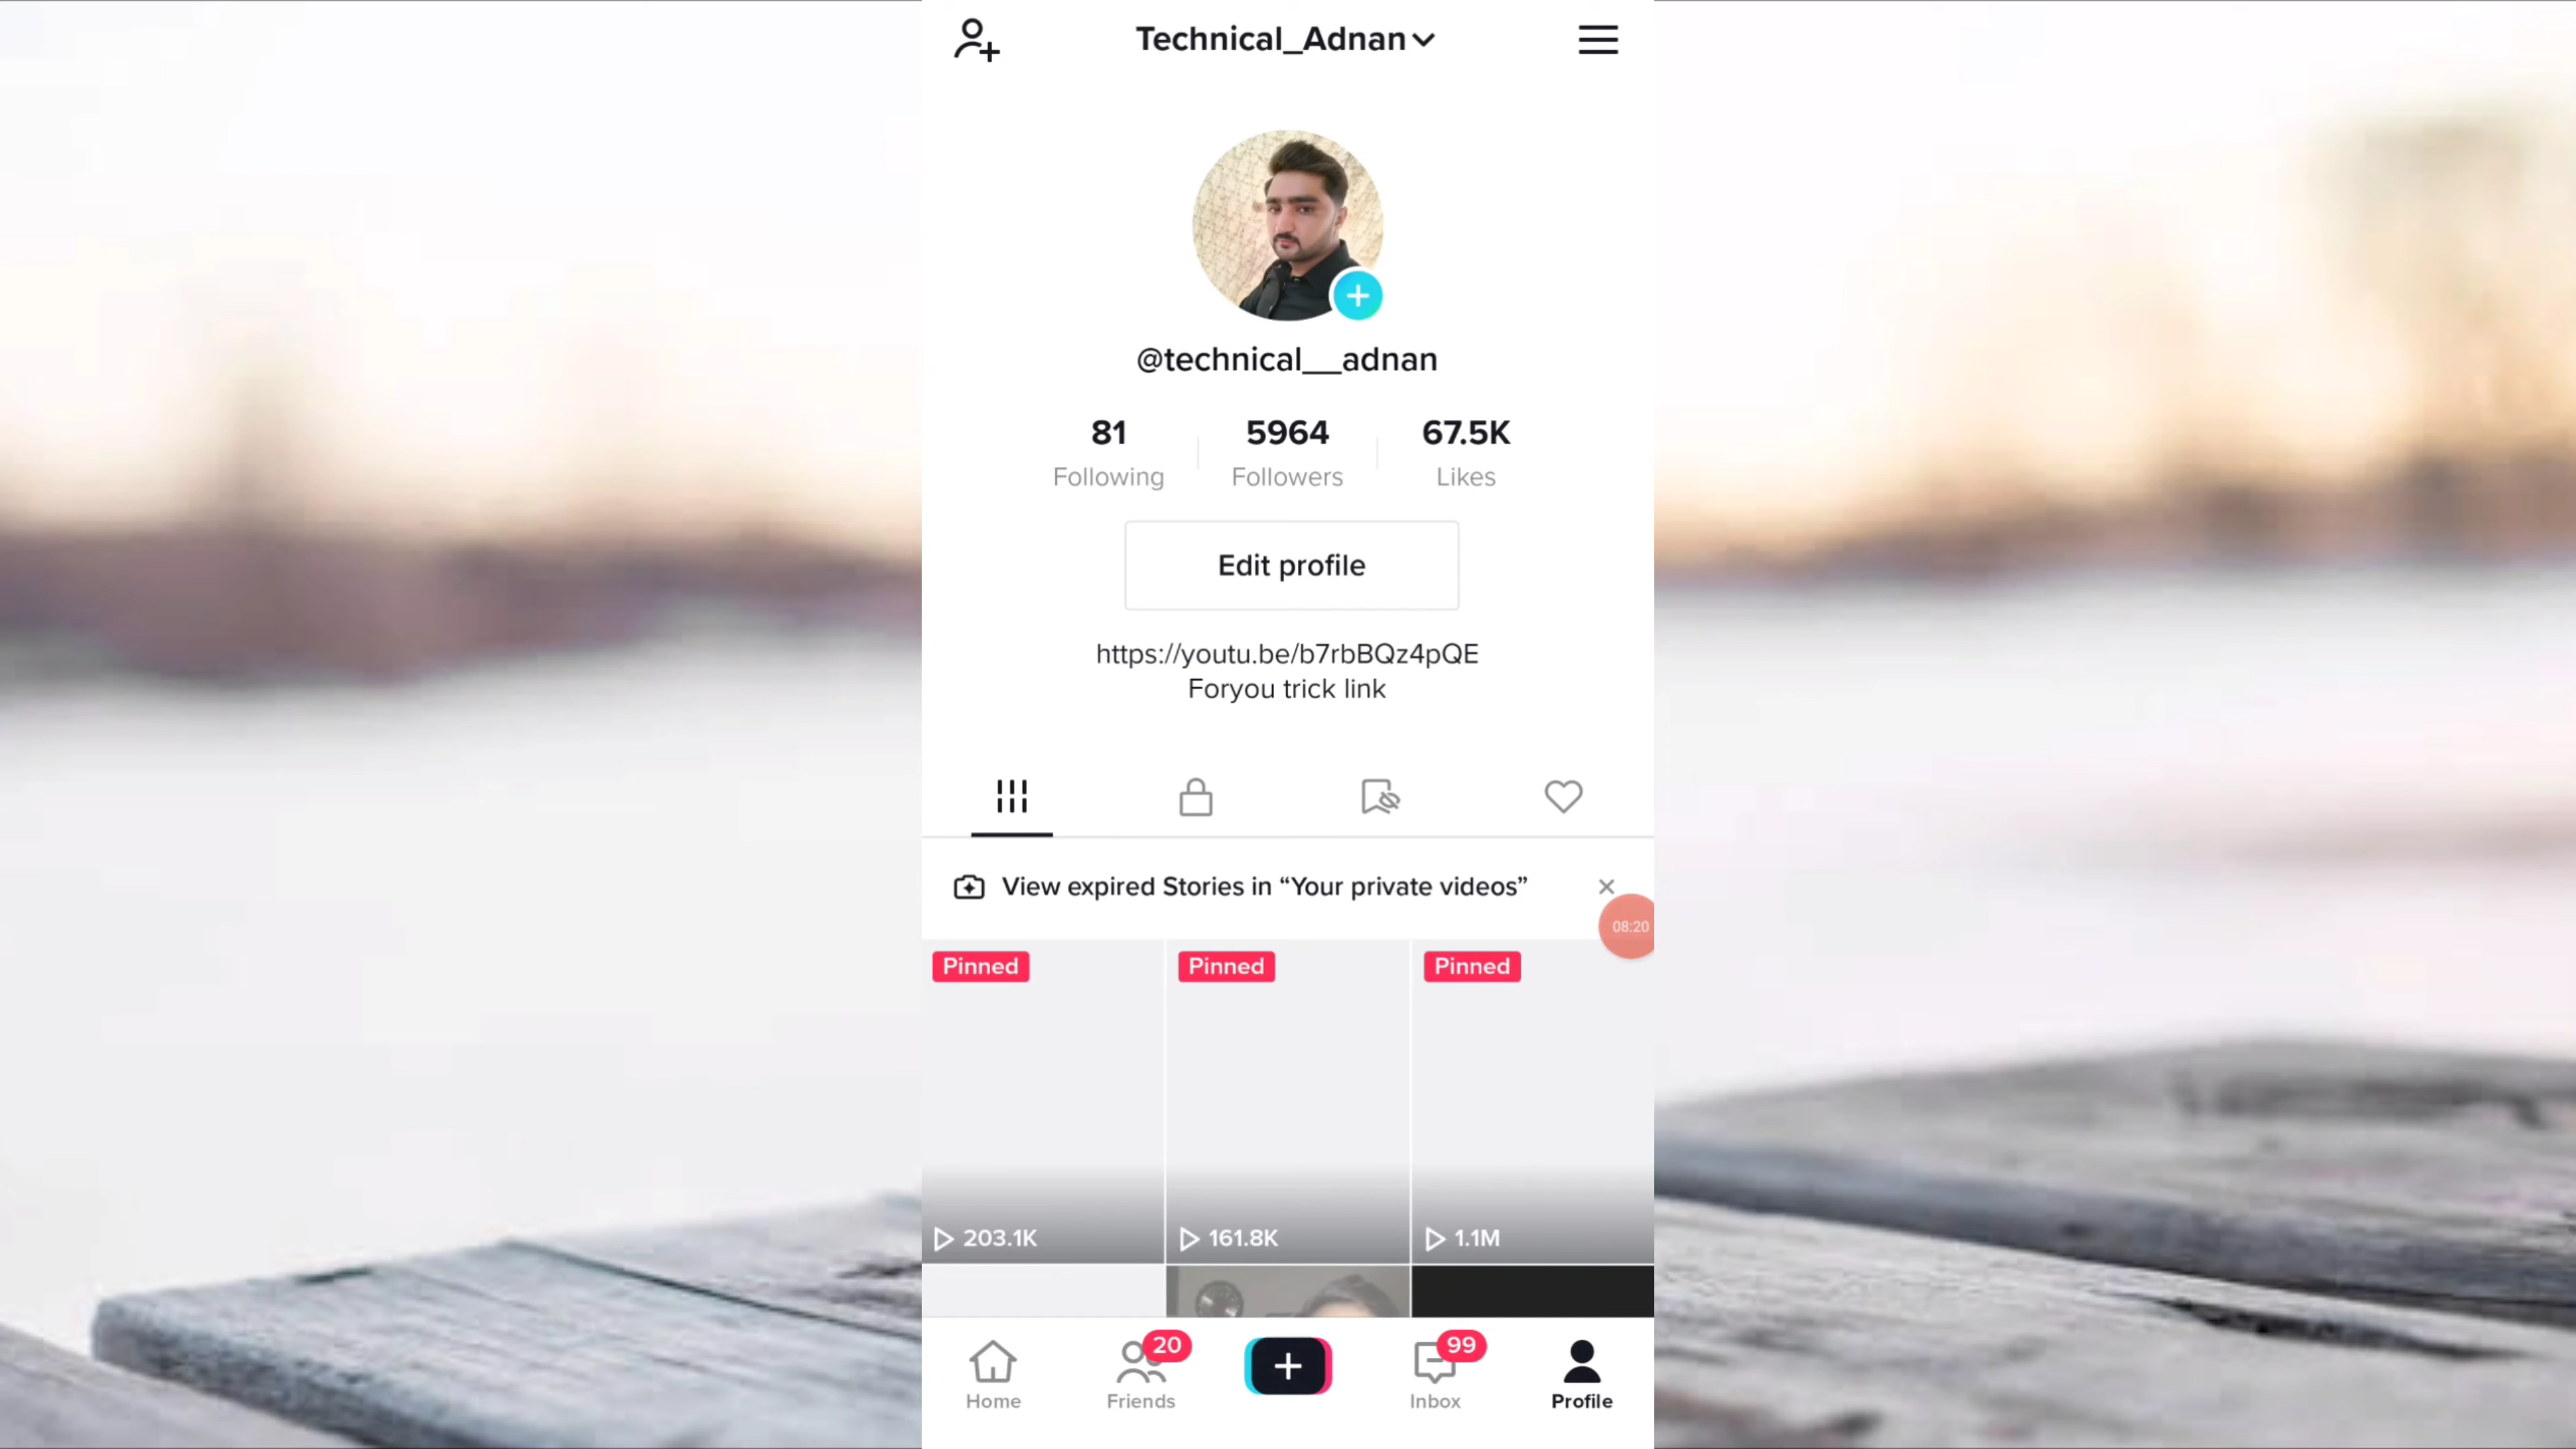 Technical_Adnan
@technical__adnan
81 5964 67.5K
Following Followers Likes
Edit profile
https://youtu.be/b7rbBQz4pQE
Foryou trick link
View expired Stories in “Your private videos”
08:20
Pinned Pinned Pinned
203.1K 161.8K 1.1M
20 99
Home Friends Inbox Profile